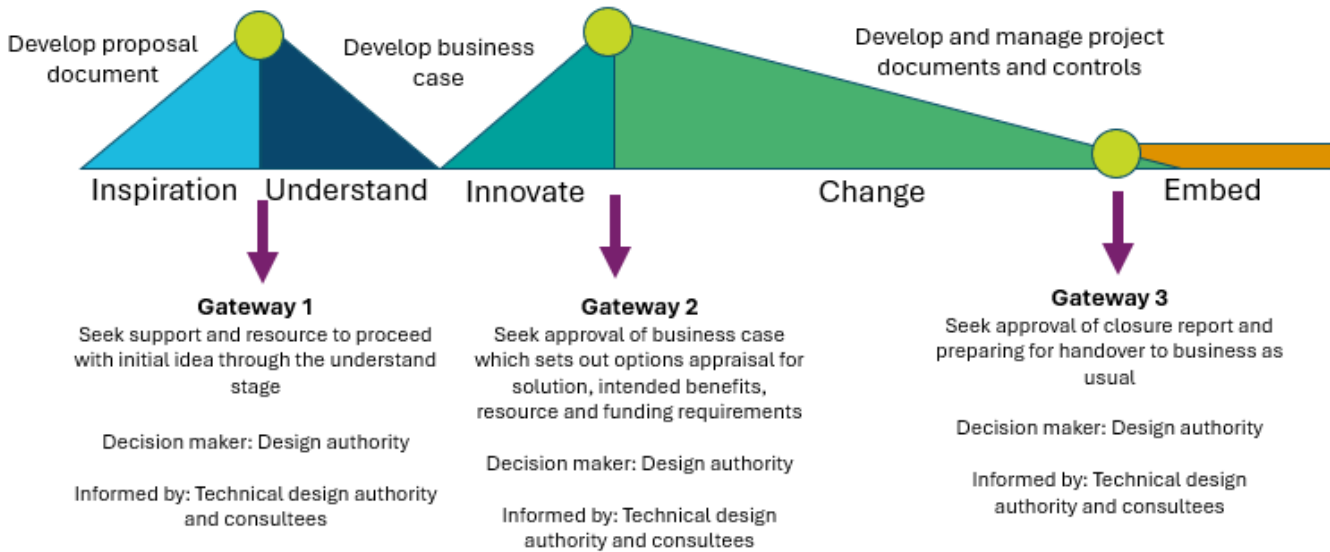 Develop proposal
document
Develop business
case
Develop and manage project
documents and controls
Inspiration
Understand
Innovate
Change
Embed
Gateway 1
Seek support and resource to proceed
with initial idea through the understand
stage
Decision maker: Design authority
Informed by: Technical design authority
and consultees
Gateway 2
Seek approval of business case
which sets out options appraisal for
solution, intended benefits,
resource and funding requirements
Decision maker: Design authority
Informed by: Technical design
authority and consultees
Gateway 3
Seek approval of closure report and
preparing for handover to business as
usual
Decision maker: Design authority
Informed by: Technical design
authority and consultees